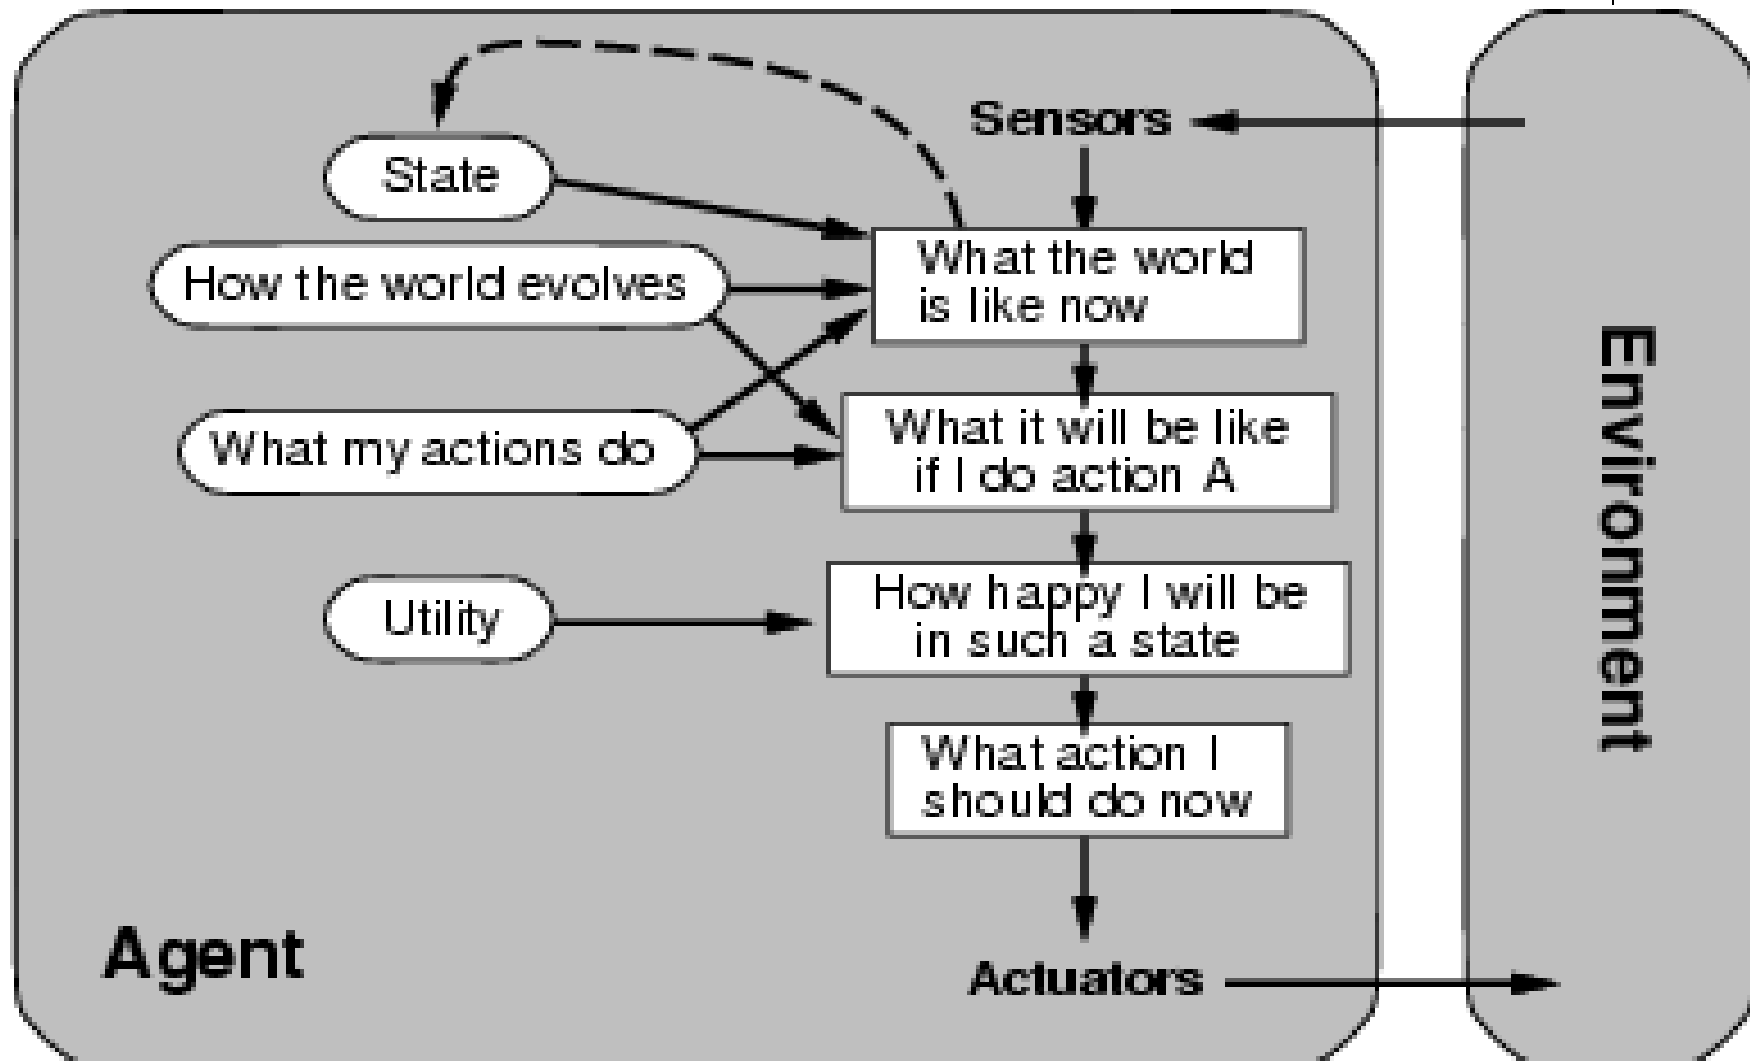 Sensors
State
What the world
is like now
How the world evolves
What my actions do
What it will be like
if I do action A
Utility
How happy I will be
in such a state
What action I
should do now
Agent
Actuators
Environment